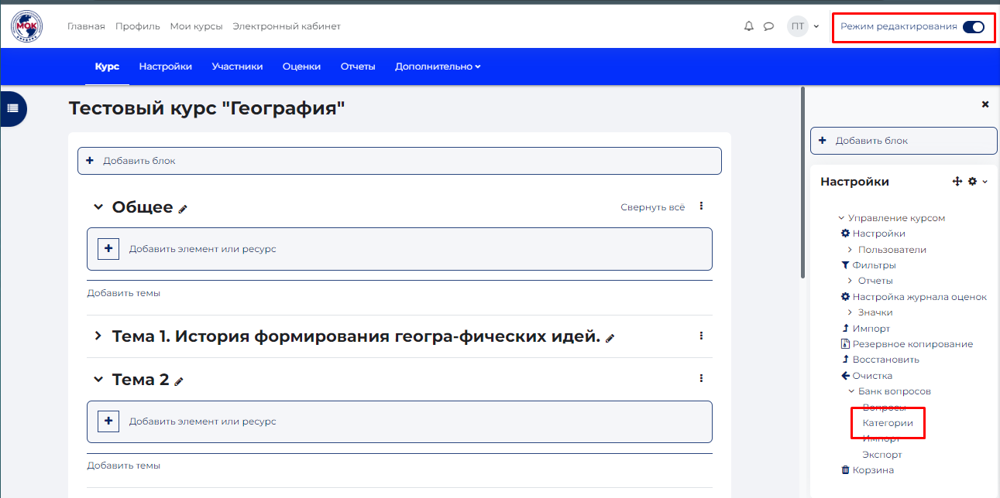 МОК
Главная Профиль Мои курсы Электронный кабинет
ПТ
Режим редактирования
Курс Настройки Участники Оценки Отчеты Дополнительно
Тестовый курс "География"
Добавить блок
Общее
Свернуть всё
Добавить элемент или ресурс
Добавить темы
Тема 1. История формирования геогра-фических идей.
Тема 2
Добавить элемент или ресурс
Добавить темы
Добавить блок
Настройки
Управление курсом
Настройки
Пользователи
Фильтры
Отчеты
Настройка журнала оценок
Значки
Импорт
Резервное копирование
Восстановить
Очистка
Банк вопросов
Вопросы
Категории
Импорт
Экспорт
Корзина